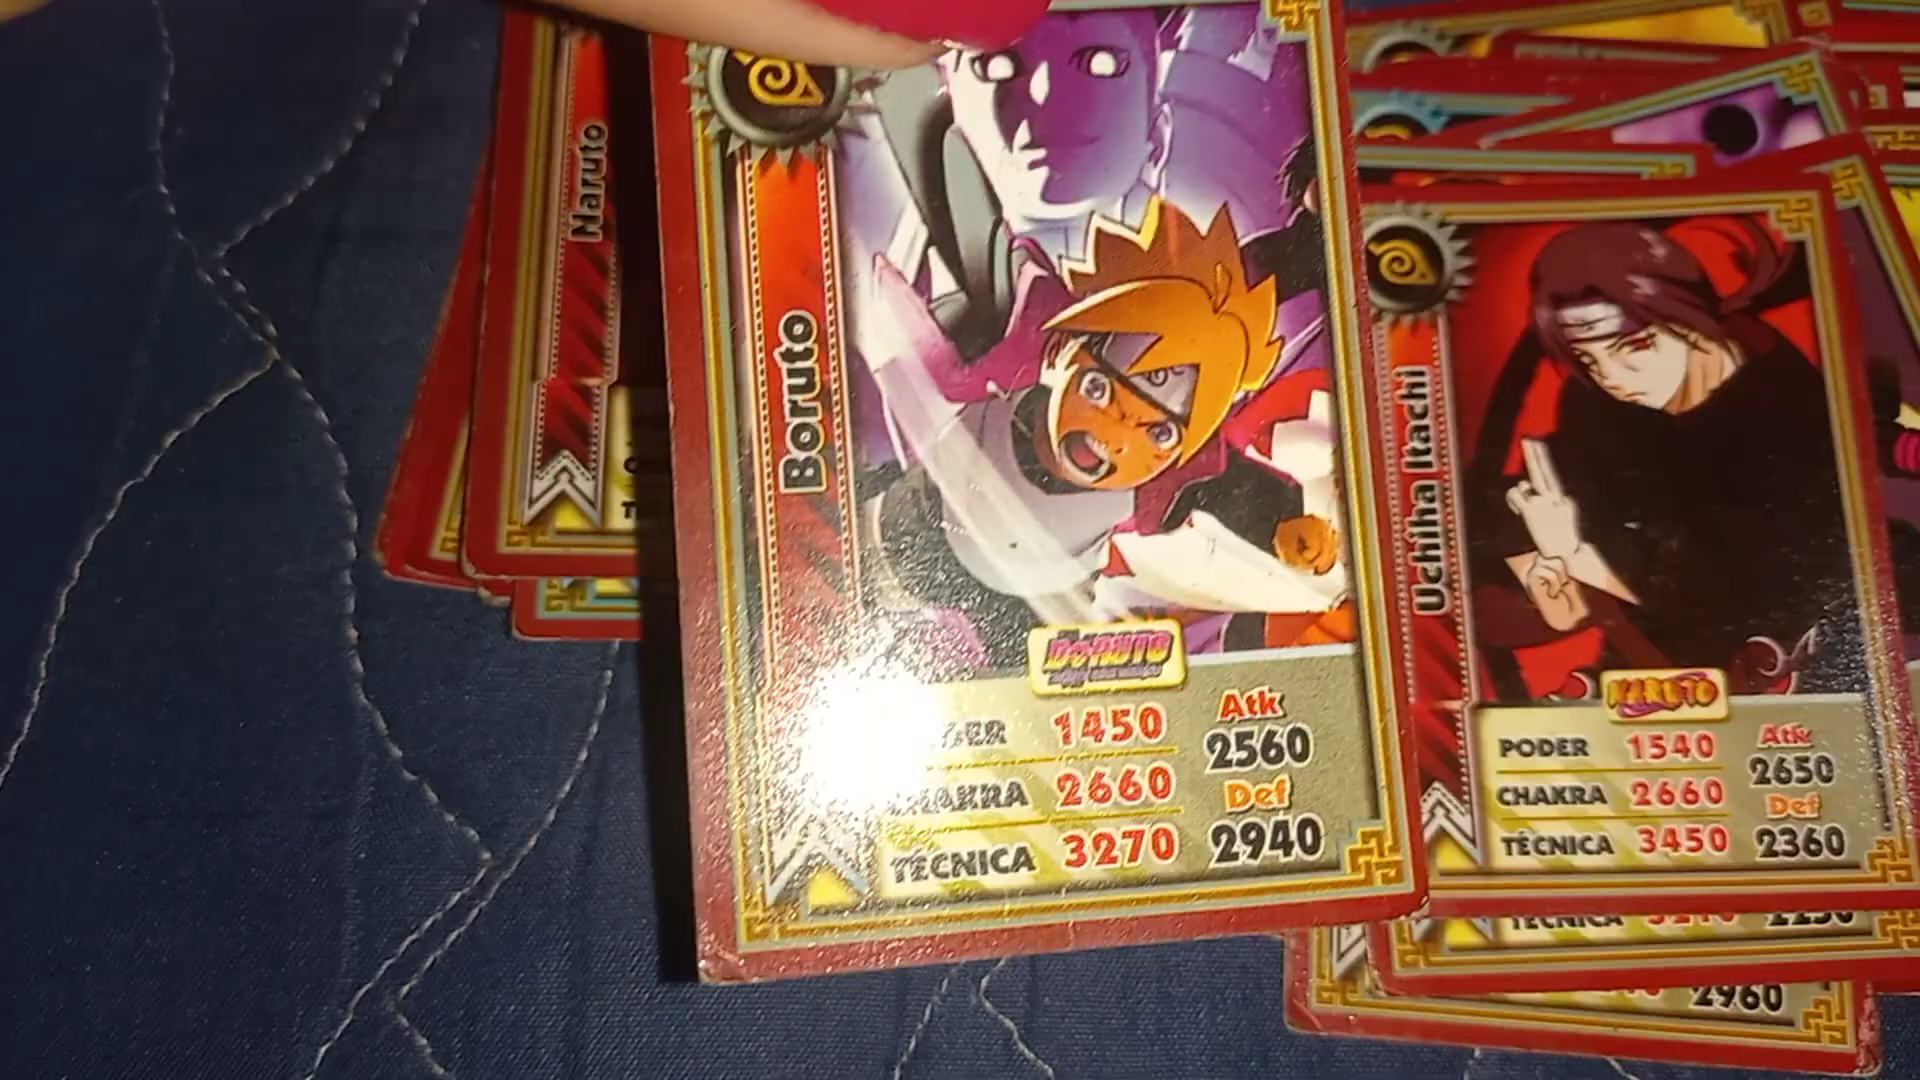 Naruto
Boruto
BORUTO
PODER 1450
CHAKRA 2660
TÉCNICA 3270
Atk
2560
Def
2940
Uchiha Itachi
NARUTO
PODER 1540
CHAKRA 2660
TÉCNICA 3450
Atk
2650
Def
2360
TÉCNICA
2960